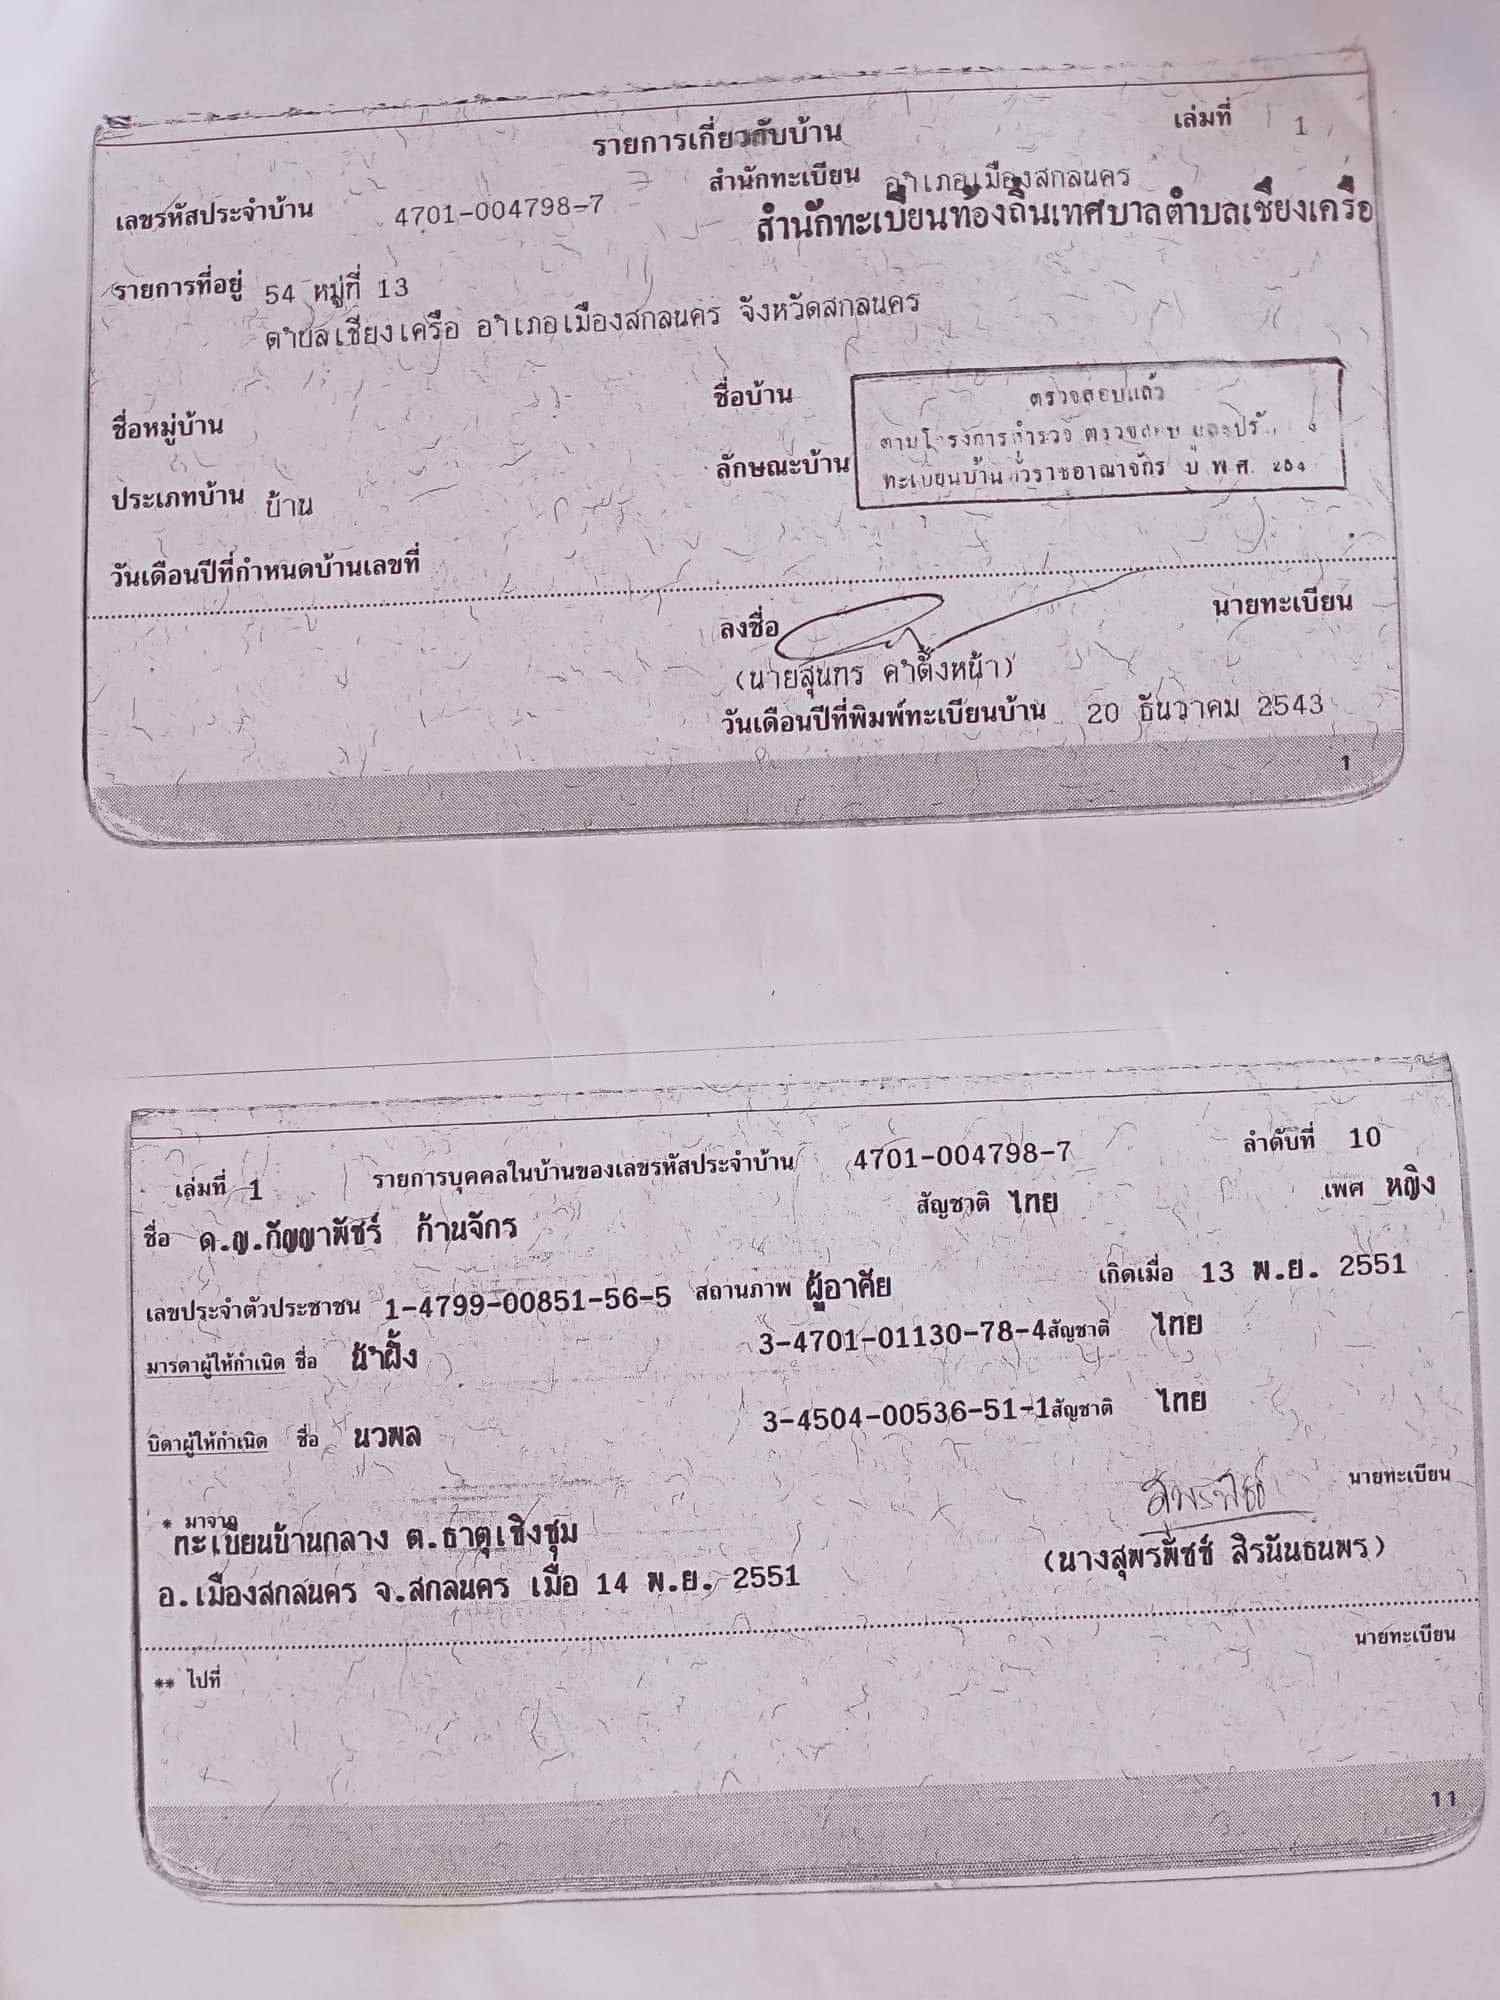 รายการเกี่ยวกับบ้าน
เล่มที่ 1
เลขรหัสประจำบ้าน 4701-004798-7
สำนักทะเบียน อำเภอเมืองสกลนคร
สำนักทะเบียนท้องถิ่นเทศบาลตำบลเชียงเครือ
รายการที่อยู่ 54 หมู่ที่ 13
ตำบลเชียงเครือ อำเภอเมืองสกลนคร จังหวัดสกลนคร
ชื่อหมู่บ้าน
ชื่อบ้าน
ประเภทบ้าน บ้าน
ลักษณะบ้าน
ตรวจสอบแล้ว
ตามโครงการสำรวจ ตรวจสอบ และปรับ
ทะเบียนบ้านทั่วราชอาณาจักร ปี พ.ศ. 254
วันเดือนปีที่กำหนดบ้านเลขที่
ลงชื่อ นายทะเบียน
(นายสุนทร คำตั้งหน้า)
วันเดือนปีที่พิมพ์ทะเบียนบ้าน 20 ธันวาคม 2543
1
เล่มที่ 1 รายการบุคคลในบ้านของเลขรหัสประจำบ้าน 4701-004798-7 ลำดับที่ 10
ชื่อ ด.ญ.กัญญาพัชร์ ก้านจักร สัญชาติ ไทย เพศ หญิง
เลขประจำตัวประชาชน 1-4799-00851-56-5 สถานภาพ ผู้อาศัย เกิดเมื่อ 13 พ.ย. 2551
มารดาผู้ให้กำเนิด ชื่อ น้ำผึ้ง 3-4701-01130-78-4 สัญชาติ ไทย
บิดาผู้ให้กำเนิด ชื่อ นวพล 3-4504-00536-51-1 สัญชาติ ไทย
* มาจาก
ทะเบียนบ้านกลาง ต.ธาตุเชิงชุม
อ.เมืองสกลนคร จ.สกลนคร เมื่อ 14 พ.ย. 2551
สุพรพัชช์ นายทะเบียน
(นางสุพรพัชช์ สิรนันธนพร)
นายทะเบียน
** ไปที่
11